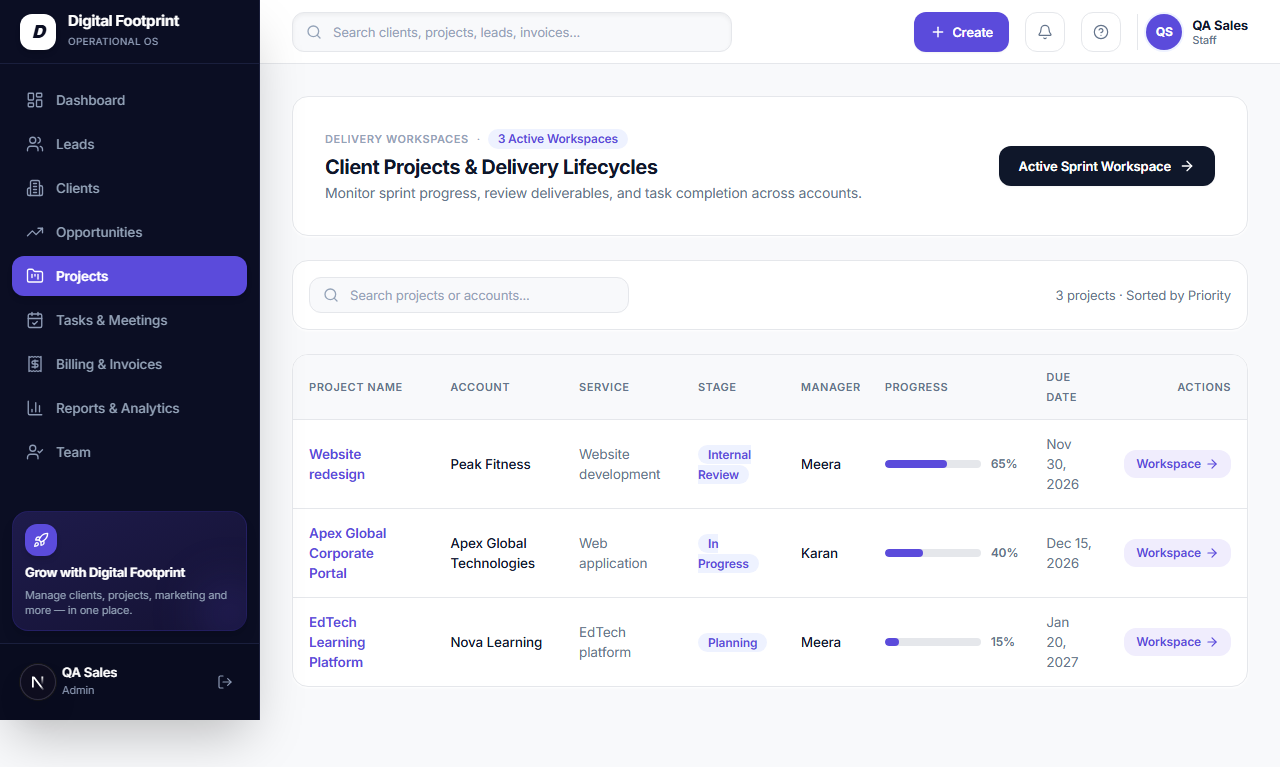 D
Digital Footprint
OPERATIONAL OS
Search clients, projects, leads, invoices...
+ Create
QS
QA Sales
Staff
Dashboard
Leads
Clients
Opportunities
Projects
Tasks & Meetings
Billing & Invoices
Reports & Analytics
Team
Grow with Digital Footprint
Manage clients, projects, marketing and
more — in one place.
N
QA Sales
Admin
DELIVERY WORKSPACES · 3 Active Workspaces
Client Projects & Delivery Lifecycles
Monitor sprint progress, review deliverables, and task completion across accounts.
Active Sprint Workspace →
Search projects or accounts...
3 projects · Sorted by Priority
PROJECT NAME ACCOUNT SERVICE STAGE MANAGER PROGRESS DUE DATE ACTIONS
Website redesign Peak Fitness Website development Internal Review Meera 65% Nov 30, 2026 Workspace →
Apex Global Corporate Portal Apex Global Technologies Web application In Progress Karan 40% Dec 15, 2026 Workspace →
EdTech Learning Platform Nova Learning EdTech platform Planning Meera 15% Jan 20, 2027 Workspace →